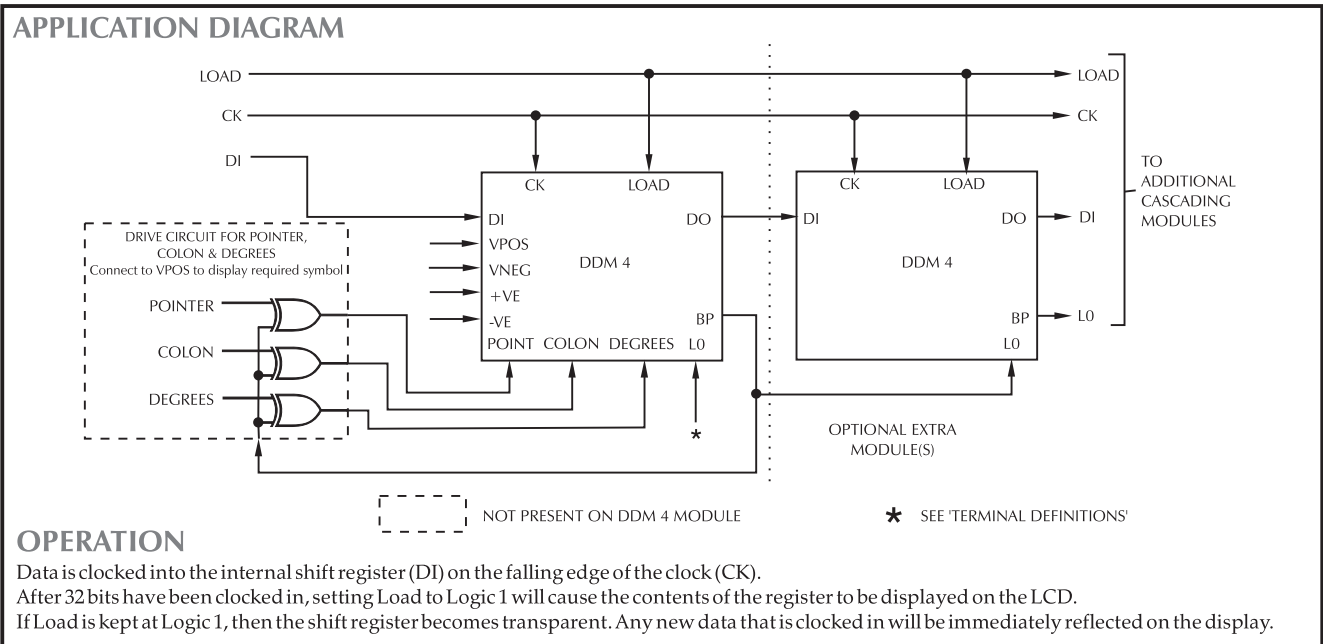 APPLICATION DIAGRAM
LOAD
LOAD
CK
CK
DI
TO
ADDITIONAL
CASCADING
MODULES
CK
LOAD
CK
LOAD
DI
DO
DI
DO
DI
DRIVE CIRCUIT FOR POINTER,
COLON & DEGREES
Connect to VPOS to display required symbol
VPOS
VNEG
+VE
-VE
DDM 4
DDM 4
POINTER
COLON
DEGREES
BP
BP
L0
POINT
COLON
DEGREES
L0
L0
*
OPTIONAL EXTRA
MODULE(S)
NOT PRESENT ON DDM 4 MODULE
* SEE 'TERMINAL DEFINITIONS'
OPERATION
Data is clocked into the internal shift register (DI) on the falling edge of the clock (CK).
After 32 bits have been clocked in, setting Load to Logic 1 will cause the contents of the register to be displayed on the LCD.
If Load is kept at Logic 1, then the shift register becomes transparent. Any new data that is clocked in will be immediately reflected on the display.